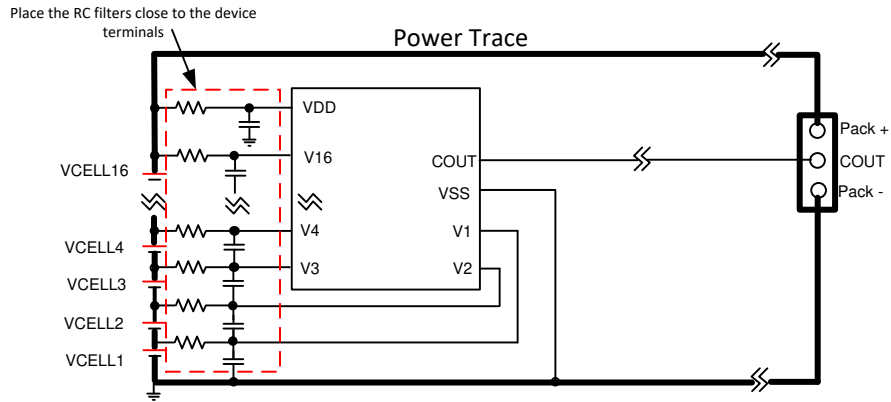 Place the RC filters close to the device
terminals
Power Trace
VDD
Pack +
V16
COUT
COUT
VCELL16
VSS
Pack -
V4
V1
VCELL4
V3
V2
VCELL3
VCELL2
VCELL1